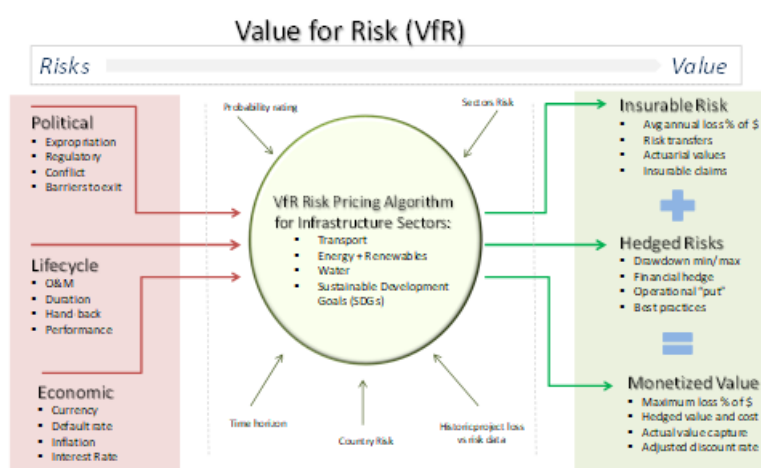 Value for Risk (VfR)
Risks
Value
Political
Expropriation
Regulatory
Conflict
Barriers to exit
Lifecycle
O&M
Duration
Hand-back
Performance
Economic
Currency
Default rate
Inflation
Interest Rate
Probability rating
Sectors Risk
VfR Risk Pricing Algorithm
for Infrastructure Sectors:
Transport
Energy + Renewables
Water
Sustainable Development
Goals (SDGs)
Time horizon
Country Risk
Historic project loss
vs risk data
Insurable Risk
Avg annual loss % of $
Risk transfers
Actuarial values
Insurable claims
Hedged Risks
Drawdown min/max
Financial hedge
Operational "put"
Best practices
Monetized Value
Maximum loss % of $
Hedged value and cost
Actual value capture
Adjusted discount rate